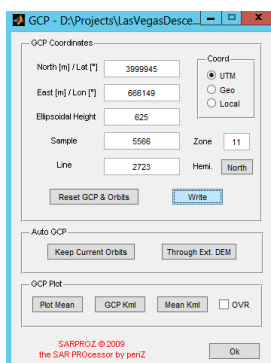 GCP - D:\Projects\LasVegasDesce...
GCP Coordinates
Coord
North [m] / Lat [°] 3999945
UTM
East [m] / Lon [°] 666149
Geo
Local
Ellipsoidal Height 625
Sample 5566 Zone 11
Line 2723 Hemi. North
Reset GCP & Orbits Write
Auto GCP
Keep Current Orbits Through Ext. DEM
GCP Plot
Plot Mean GCP Kml Mean Kml OVR
SARPROZ © 2009
the SAR PROcessor by periZ
Ok